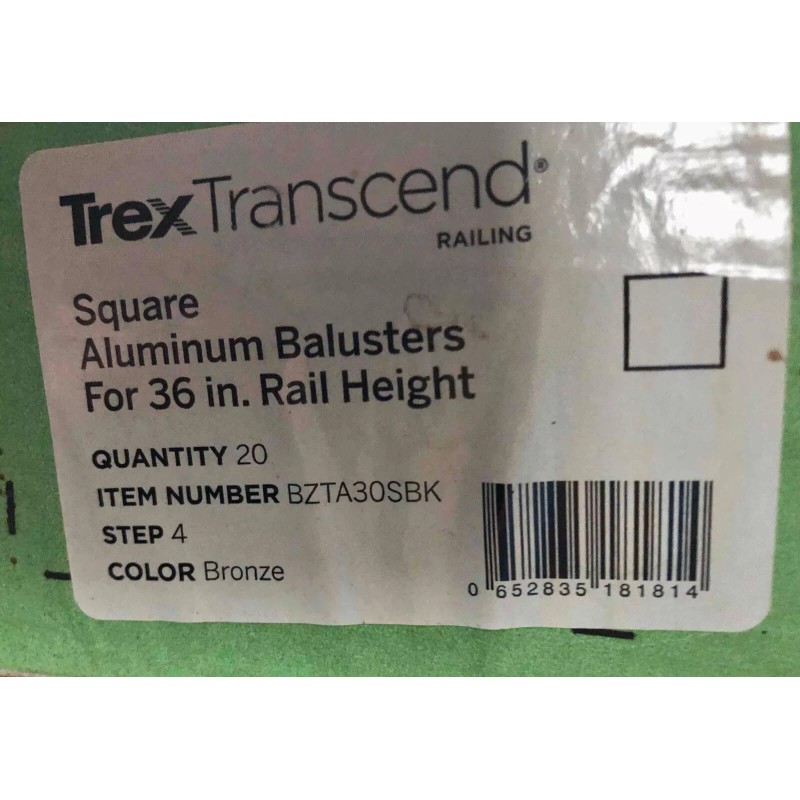 Trex Transcend®
RAILING
Square
Aluminum Balusters
For 36 in. Rail Height
QUANTITY 20
ITEM NUMBER BZTA30SBK
STEP 4
COLOR Bronze
0 652835 181814